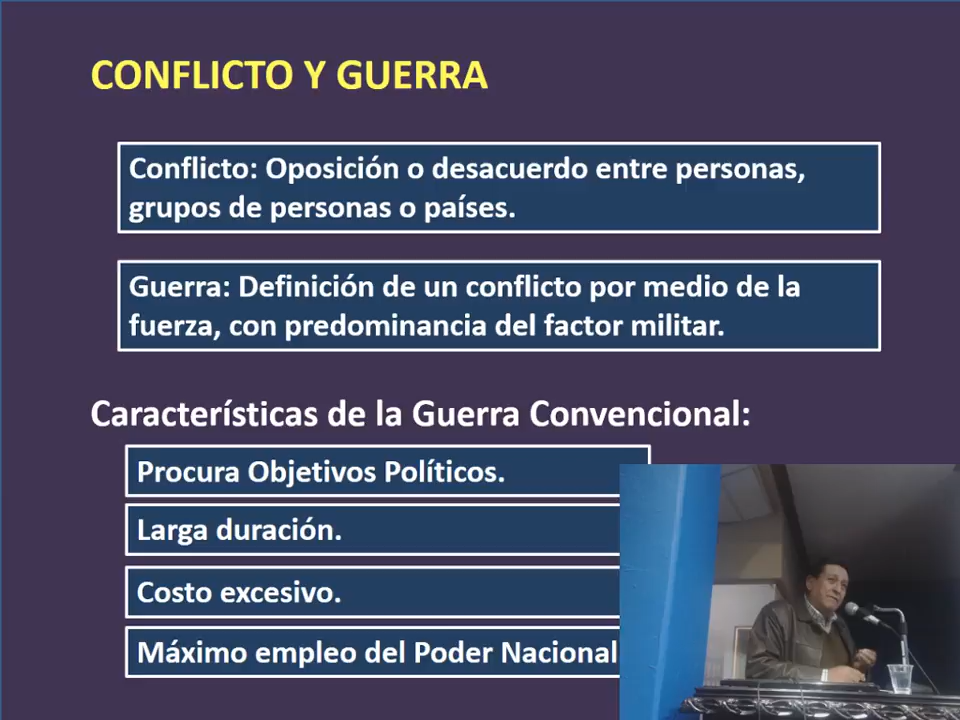 CONFLICTO Y GUERRA
Conflicto: Oposición o desacuerdo entre personas,
grupos de personas o países.
Guerra: Definición de un conflicto por medio de la
fuerza, con predominancia del factor militar.
Características de la Guerra Convencional:
Procura Objetivos Políticos.
Larga duración.
Costo excesivo.
Máximo empleo del Poder Nacional